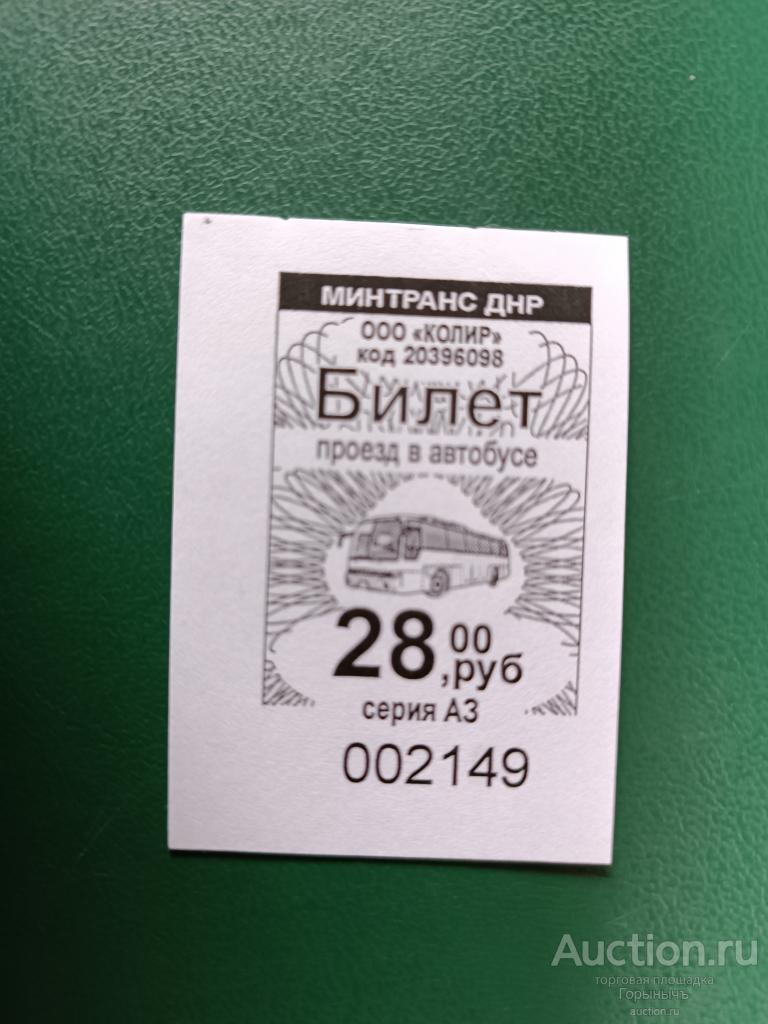 МИНТРАНС ДНР
ООО «КОЛИР»
код 20396098
Билет
проезд в автобусе
28,00 руб
серия АЗ
002149
Auction.ru
торговая площадка
Горынычъ
auction.ru